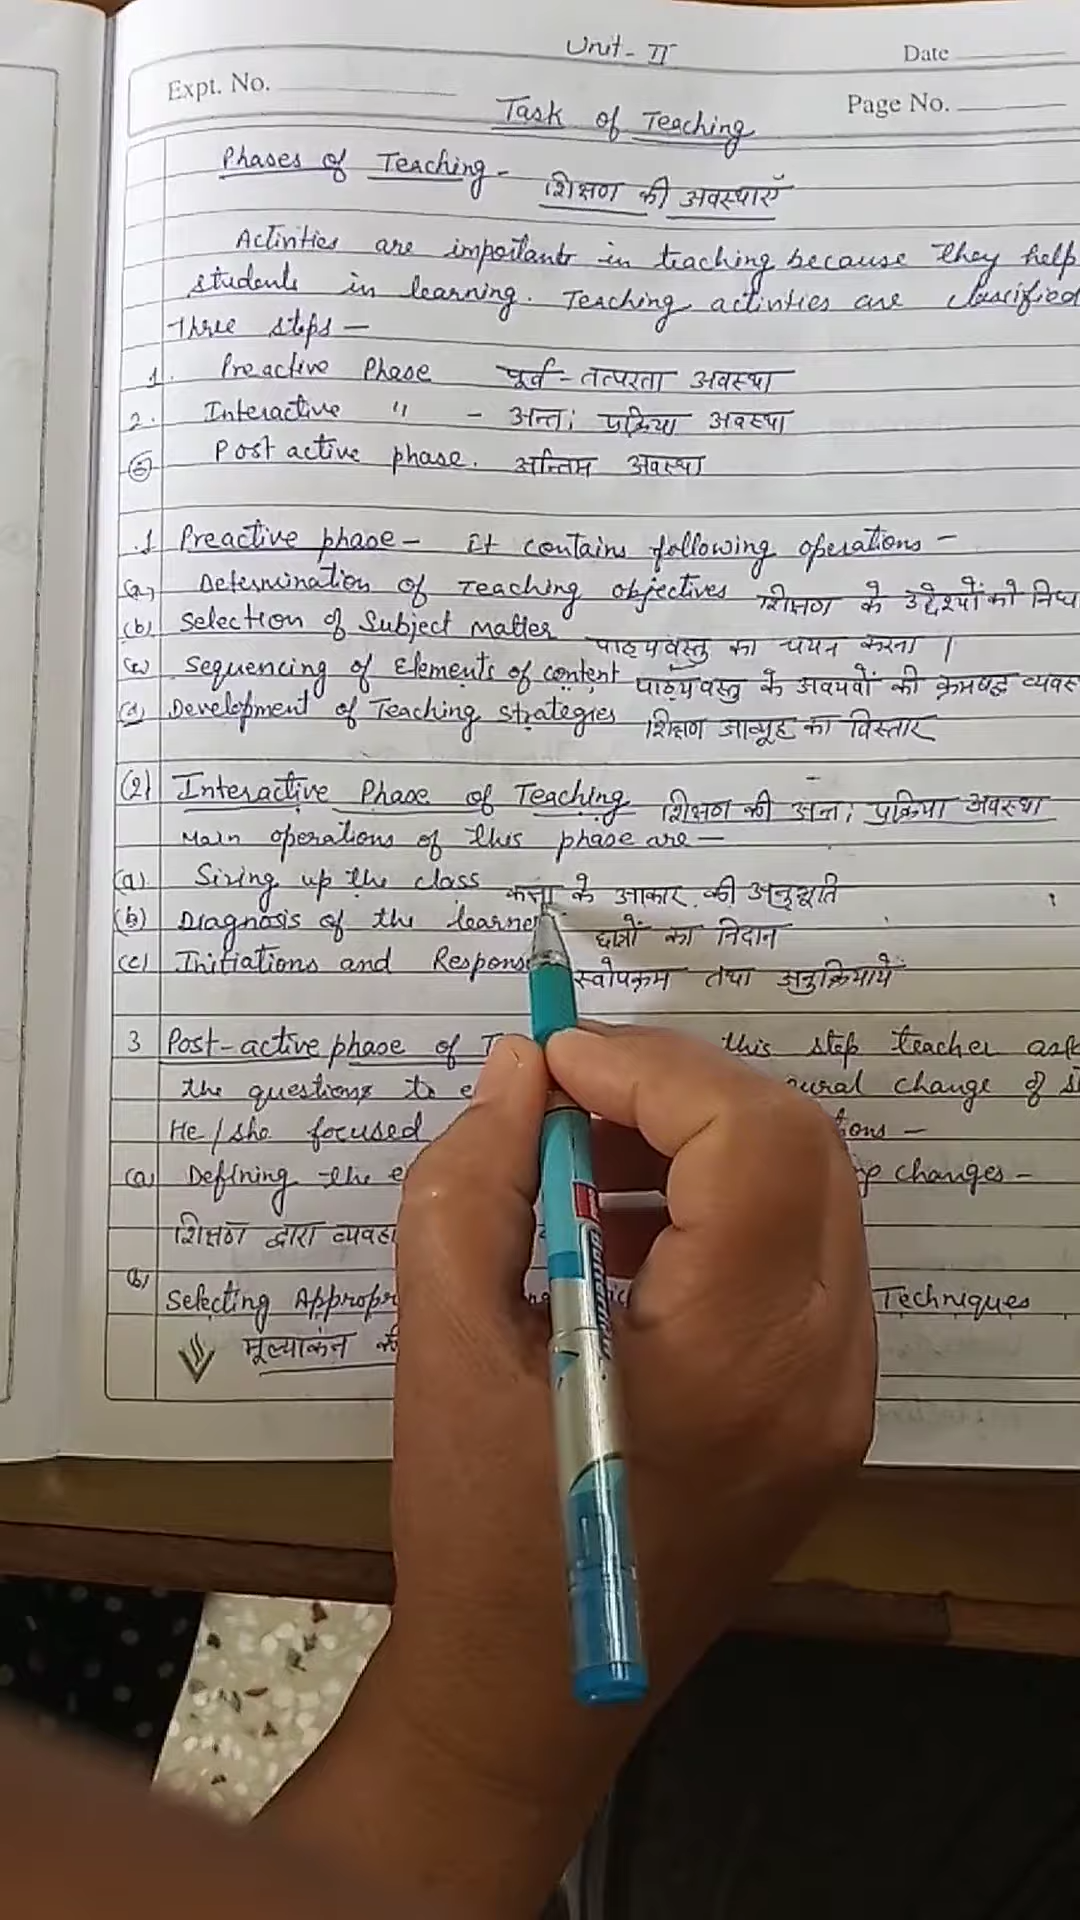 Unit - II
Date
Expt. No.
Page No.
Task of Teaching
Phases of Teaching -
शिक्षण की अवस्थाएँ
Activities are important in teaching because they help
students in learning. Teaching activities are classified
Three steps —
1. Preactive Phase पूर्व - तत्परता अवस्था
2. Interactive " - अन्तः प्रक्रिया अवस्था
③ Post active phase. अन्तिम अवस्था
.1 Preactive phase - It contains following operations -
(a) Determination of Teaching objectives शिक्षण के उद्देश्यों को
(b) Selection of Subject Matter पाठ्यवस्तु का चयन करना ।
(c) Sequencing of Elements of content पाठ्यवस्तु के अवयवों की क्रमबद्ध
(d) Development of Teaching strategies शिक्षण का विस्तार
(2) Interactive Phase of Teaching शिक्षण की अन्तः प्रक्रिया अवस्था
Main operations of this phase are —
(a). Sizing up the class के आकार की अनुभूति
(b) Diagnosis of the छात्रों का निदान
(c) Initiations and स्वोपक्रम तथा अनुक्रियायें
3 Post-active phase of this step teacher
the questions to change of
He/she focused
(a) Defining the changes -
शिक्षण द्वारा
(b) Selecting Techniques
मूल्यांकन